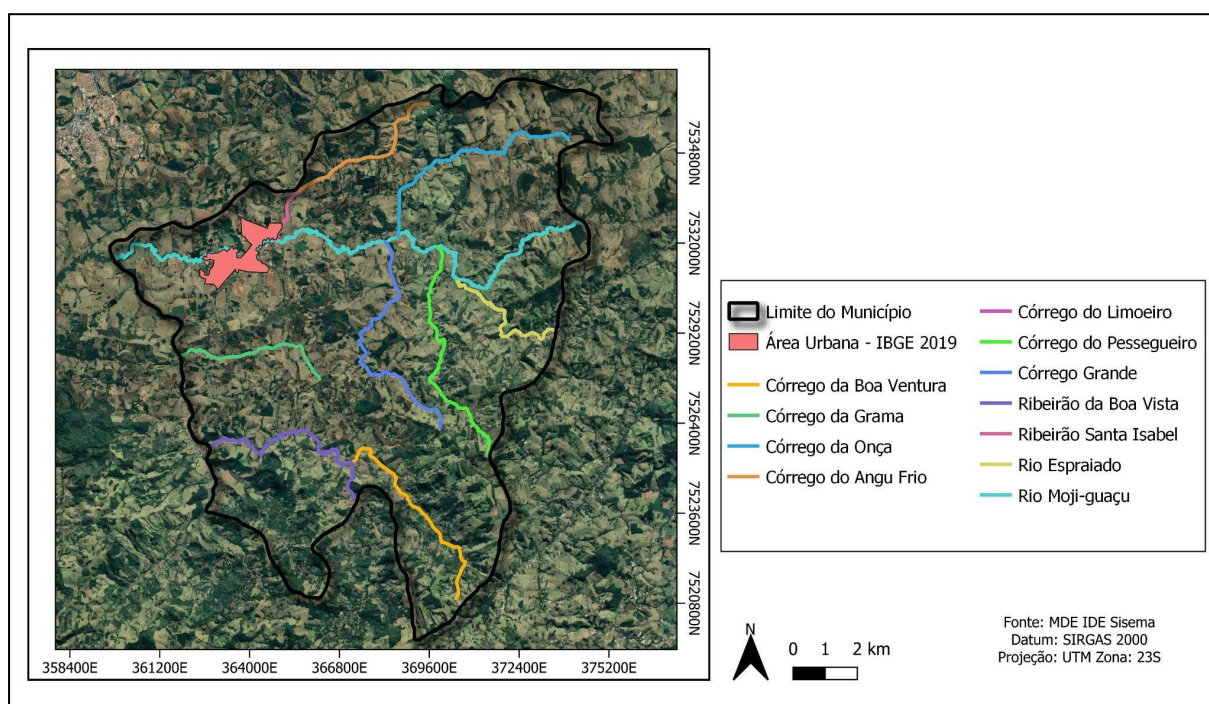 7534800N
7532000N
7529200N
7526400N
7523600N
7520800N
358400E 361200E 364000E 366800E 369600E 372400E 375200E
Limite do Município
Área Urbana - IBGE 2019
Córrego da Boa Ventura
Córrego da Grama
Córrego da Onça
Córrego do Angu Frio
Córrego do Limoeiro
Córrego do Pessegueiro
Córrego Grande
Ribeirão da Boa Vista
Ribeirão Santa Isabel
Rio Espraiado
Rio Moji-guaçu
N
0 1 2 km
Fonte: MDE IDE Sisema
Datum: SIRGAS 2000
Projeção: UTM Zona: 23S